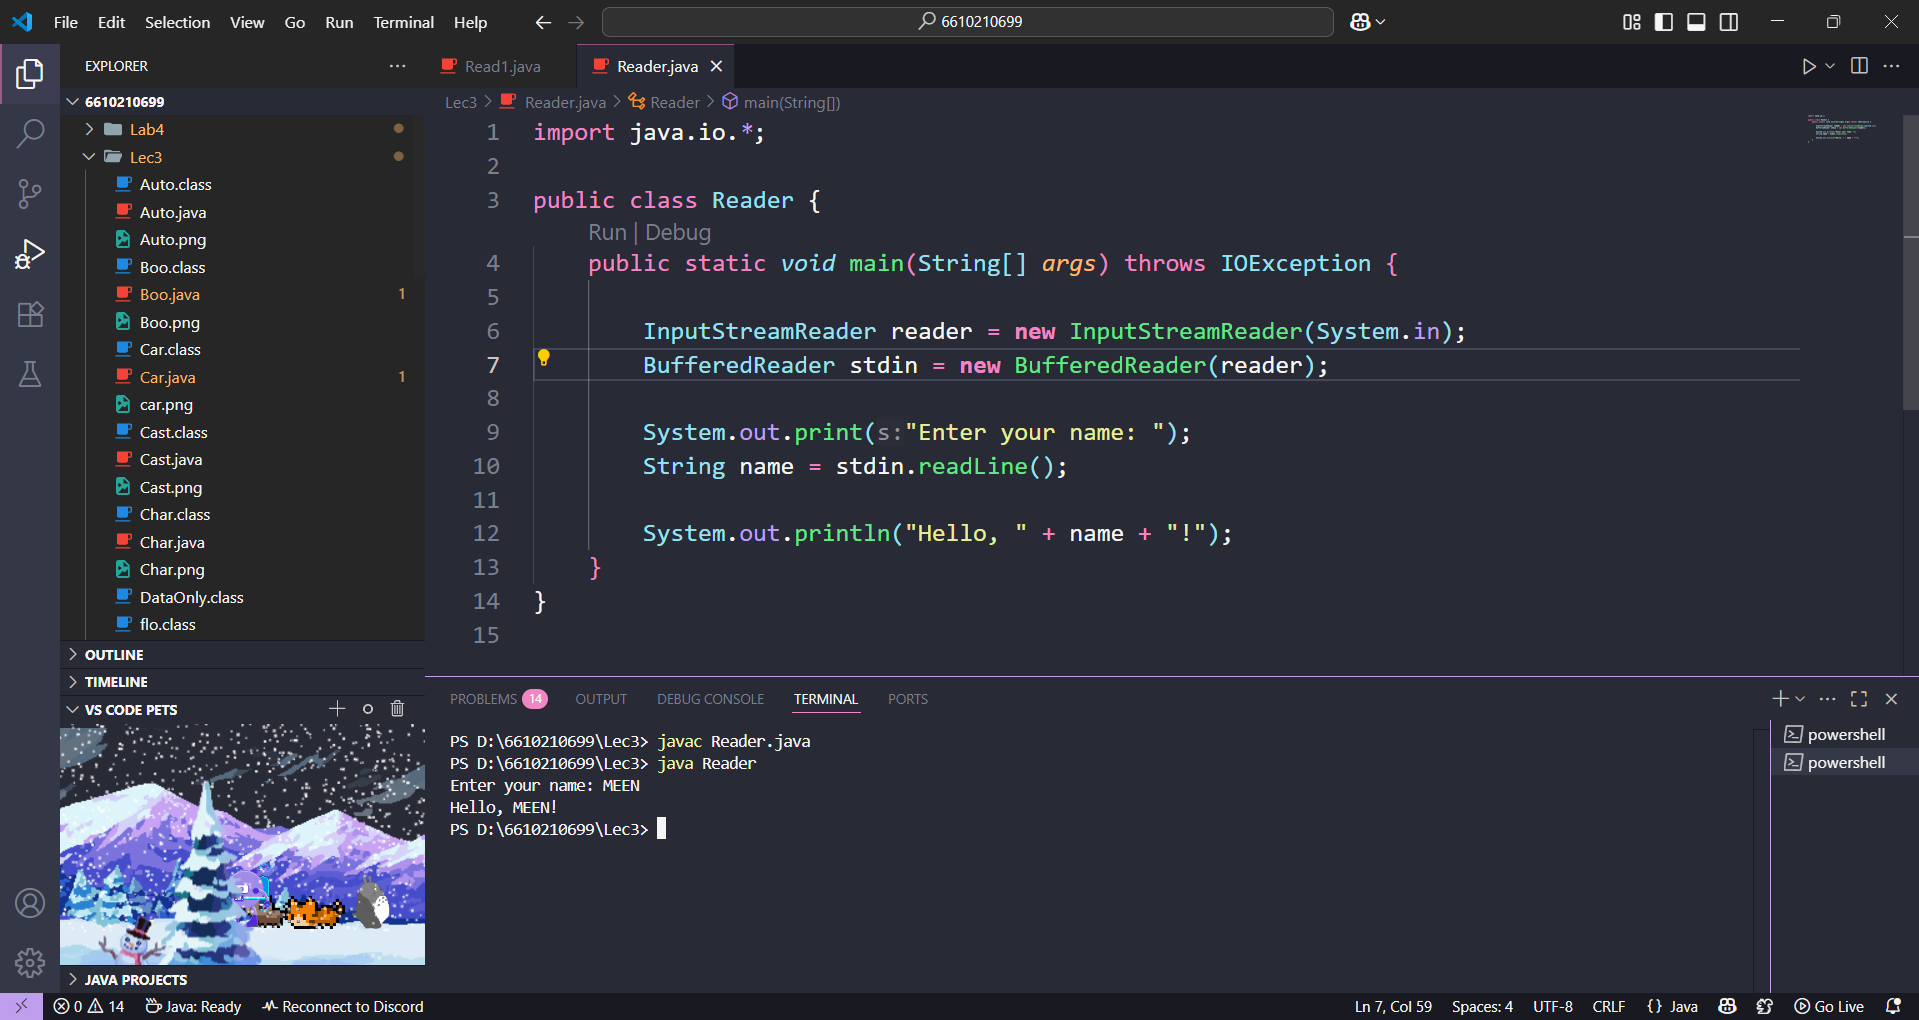 File Edit Selection View Go Run Terminal Help
6610210699
EXPLORER
6610210699
Lab4
Lec3
Auto.class
Auto.java
Auto.png
Boo.class
Boo.java 1
Boo.png
Car.class
Car.java 1
car.png
Cast.class
Cast.java
Cast.png
Char.class
Char.java
Char.png
DataOnly.class
flo.class
OUTLINE
TIMELINE
VS CODE PETS
JAVA PROJECTS
Read1.java
Reader.java
Lec3 > Reader.java > Reader > main(String[])
1 import java.io.*;
2
3 public class Reader {
Run | Debug
4 public static void main(String[] args) throws IOException {
5
6 InputStreamReader reader = new InputStreamReader(System.in);
7 BufferedReader stdin = new BufferedReader(reader);
8
9 System.out.print(s:"Enter your name: ");
10 String name = stdin.readLine();
11
12 System.out.println("Hello, " + name + "!");
13 }
14 }
15
PROBLEMS 14 OUTPUT DEBUG CONSOLE TERMINAL PORTS
PS D:\6610210699\Lec3> javac Reader.java
PS D:\6610210699\Lec3> java Reader
Enter your name: MEEN
Hello, MEEN!
PS D:\6610210699\Lec3>
powershell
powershell
0 14 Java: Ready Reconnect to Discord
Ln 7, Col 59 Spaces: 4 UTF-8 CRLF {} Java Go Live